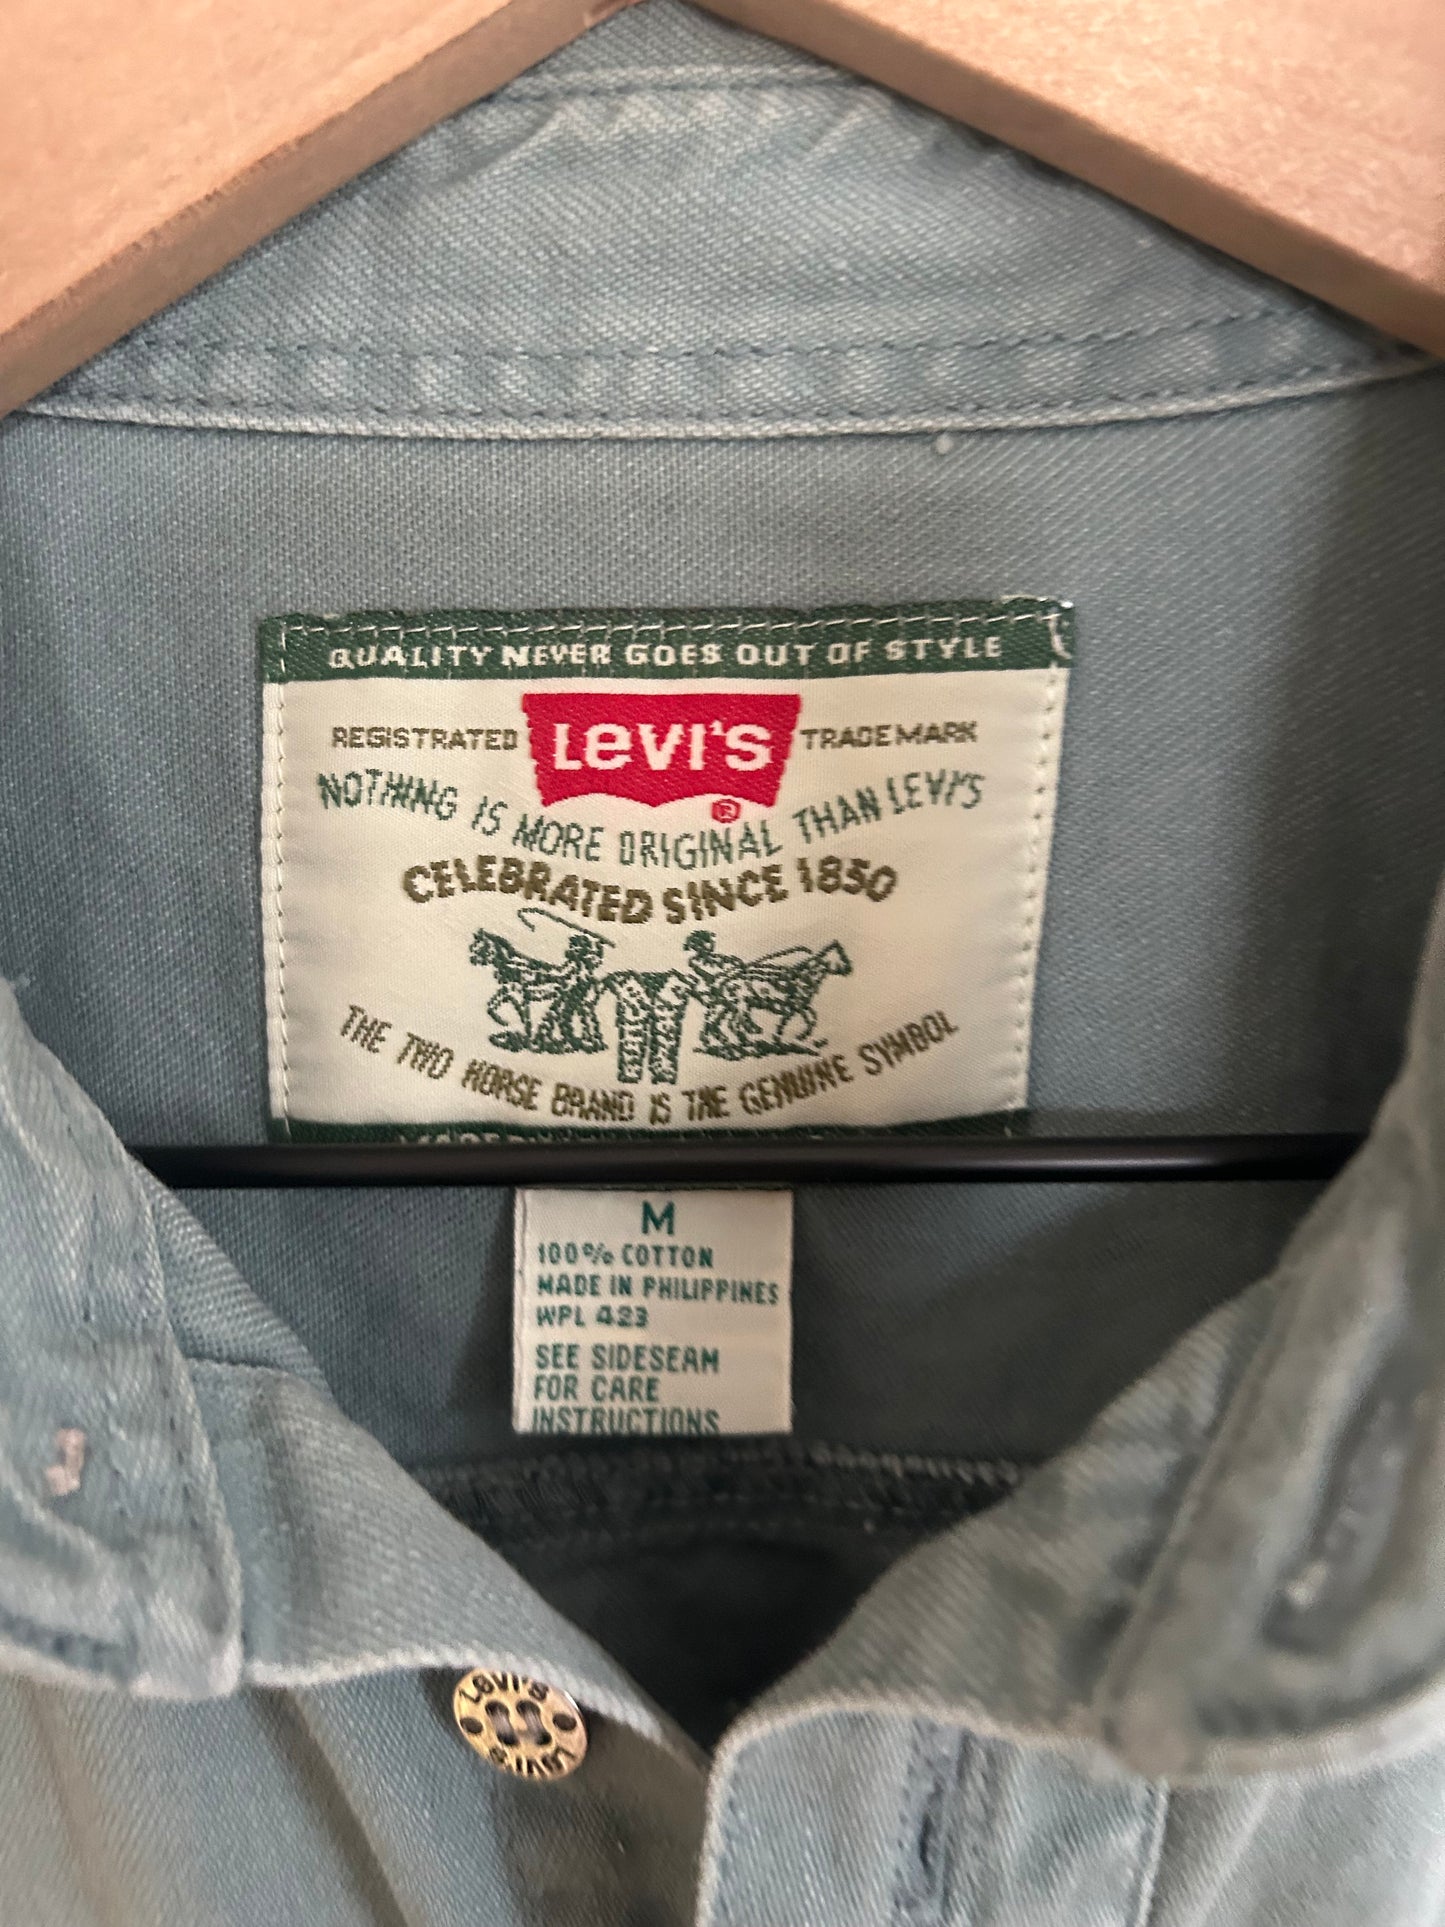 QUALITY NEVER GOES OUT OF STYLE
REGISTRATED LEVI'S TRADEMARK
®
NOTHING IS MORE ORIGINAL THAN LEVI'S
CELEBRATED SINCE 1850
THE TWO HORSE BRAND IS THE GENUINE SYMBOL
M
100% COTTON
MADE IN PHILIPPINES
WPL 423
SEE SIDESEAM
FOR CARE
INSTRUCTIONS
LEVI'S
LEVI'S